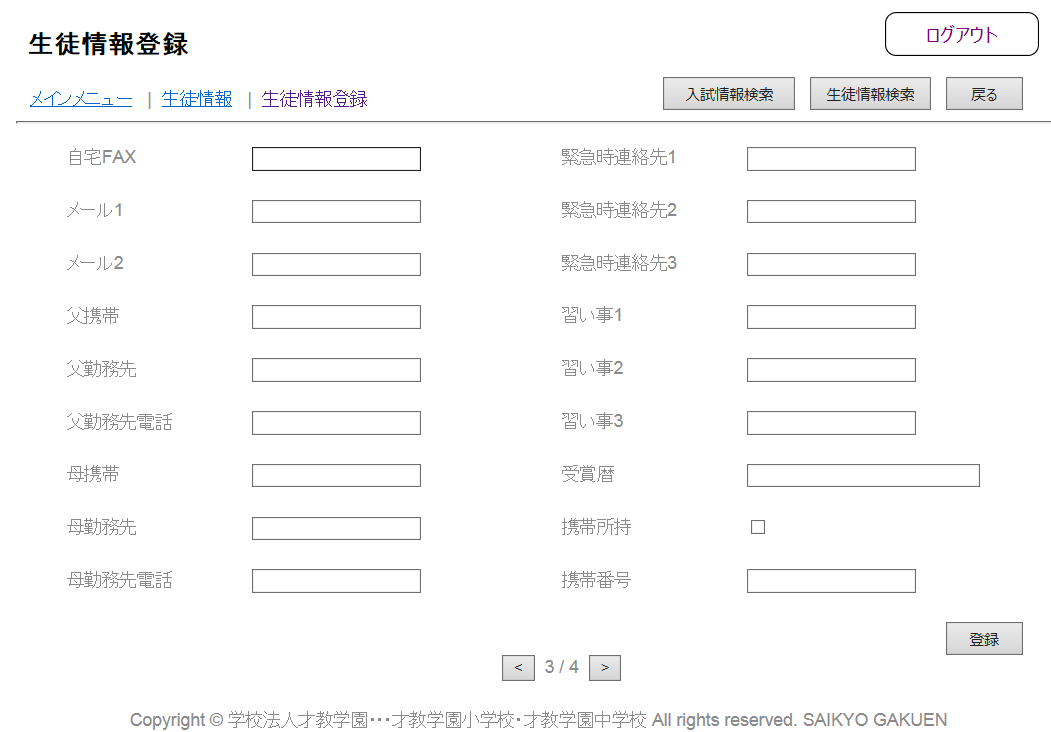 生徒情報登録
ログアウト
メインメニュー | 生徒情報 | 生徒情報登録
入試情報検索 生徒情報検索 戻る
自宅FAX 緊急時連絡先1
メール1 緊急時連絡先2
メール2 緊急時連絡先3
父携帯 習い事1
父勤務先 習い事2
父勤務先電話 習い事3
母携帯 受賞暦
母勤務先 携帯所持
母勤務先電話 携帯番号
登録
< 3 / 4 >
Copyright © 学校法人才教学園・・・才教学園小学校・才教学園中学校 All rights reserved. SAIKYO GAKUEN